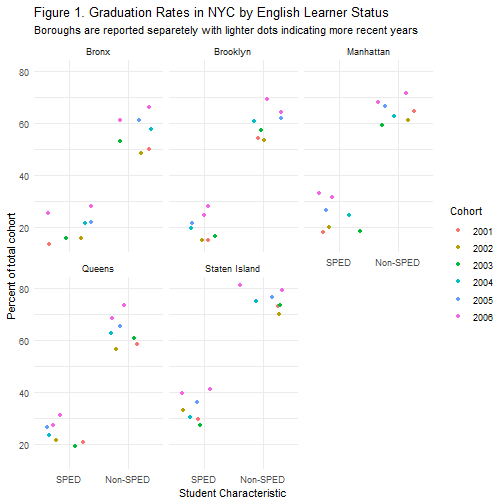 Figure 1. Graduation Rates in NYC by English Learner Status
Boroughs are reported separetely with lighter dots indicating more recent years
Bronx
Brooklyn
Manhattan
80
60
40
20
SPED
Non-SPED
Queens
Staten Island
80
60
40
20
SPED
Non-SPED
SPED
Non-SPED
Percent of total cohort
Student Characteristic
Cohort
2001
2002
2003
2004
2005
2006